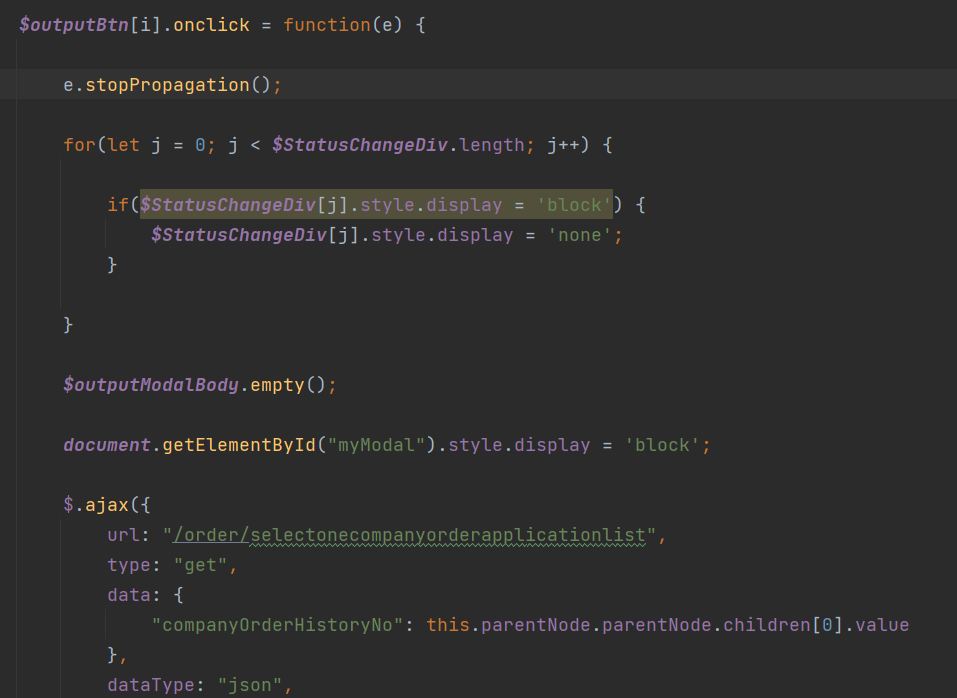 $outputBtn[i].onclick = function(e) {
e.stopPropagation();
for(let j = 0; j < $StatusChangeDiv.length; j++) {
if($StatusChangeDiv[j].style.display = 'block') {
$StatusChangeDiv[j].style.display = 'none';
}
}
$outputModalBody.empty();
document.getElementById("myModal").style.display = 'block';
$.ajax({
url: "/order/selectonecompanyorderapplicationlist",
type: "get",
data: {
"companyOrderHistoryNo": this.parentNode.parentNode.children[0].value
},
dataType: "json",